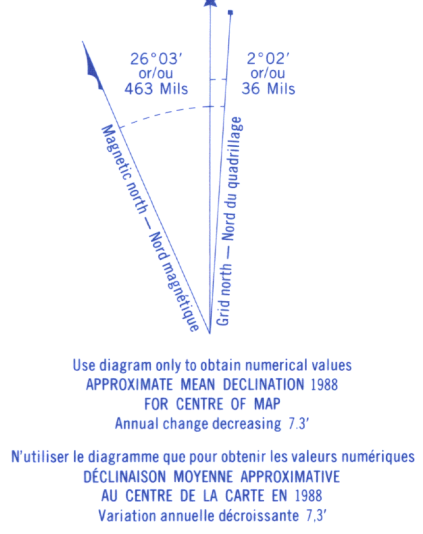 26°03′
or/ou
463 Mils
2°02′
or/ou
36 Mils
Magnetic north — Nord magnétique
Grid north — Nord du quadrillage
Use diagram only to obtain numerical values
APPROXIMATE MEAN DECLINATION 1988
FOR CENTRE OF MAP
Annual change decreasing 7.3′
N'utiliser le diagramme que pour obtenir les valeurs numériques
DÉCLINAISON MOYENNE APPROXIMATIVE
AU CENTRE DE LA CARTE EN 1988
Variation annuelle décroissante 7,3′